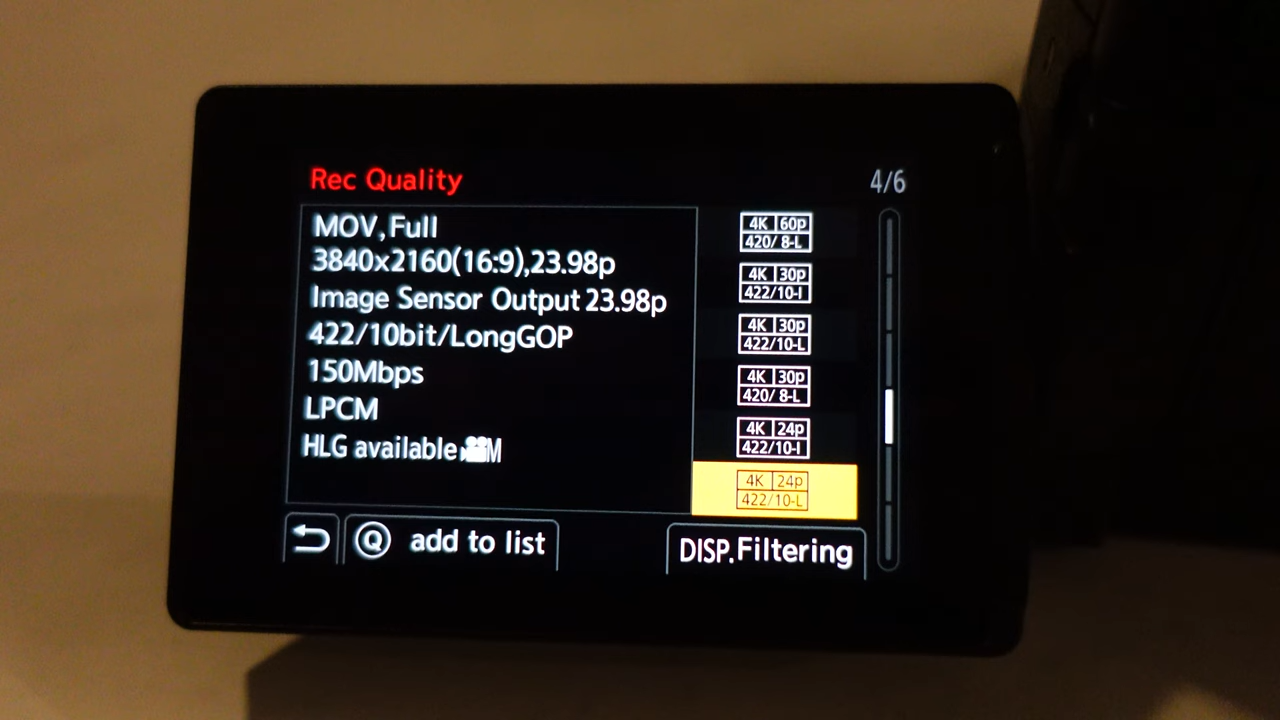 Rec Quality
4/6
MOV,Full
3840x2160(16:9),23.98p
Image Sensor Output 23.98p
422/10bit/LongGOP
150Mbps
LPCM
HLG available M
4K 60p
420/ 8-L
4K 30p
422/10-I
4K 30p
422/10-L
4K 30p
420/ 8-L
4K 24p
422/10-I
4K 24p
422/10-L
Q add to list
DISP.Filtering